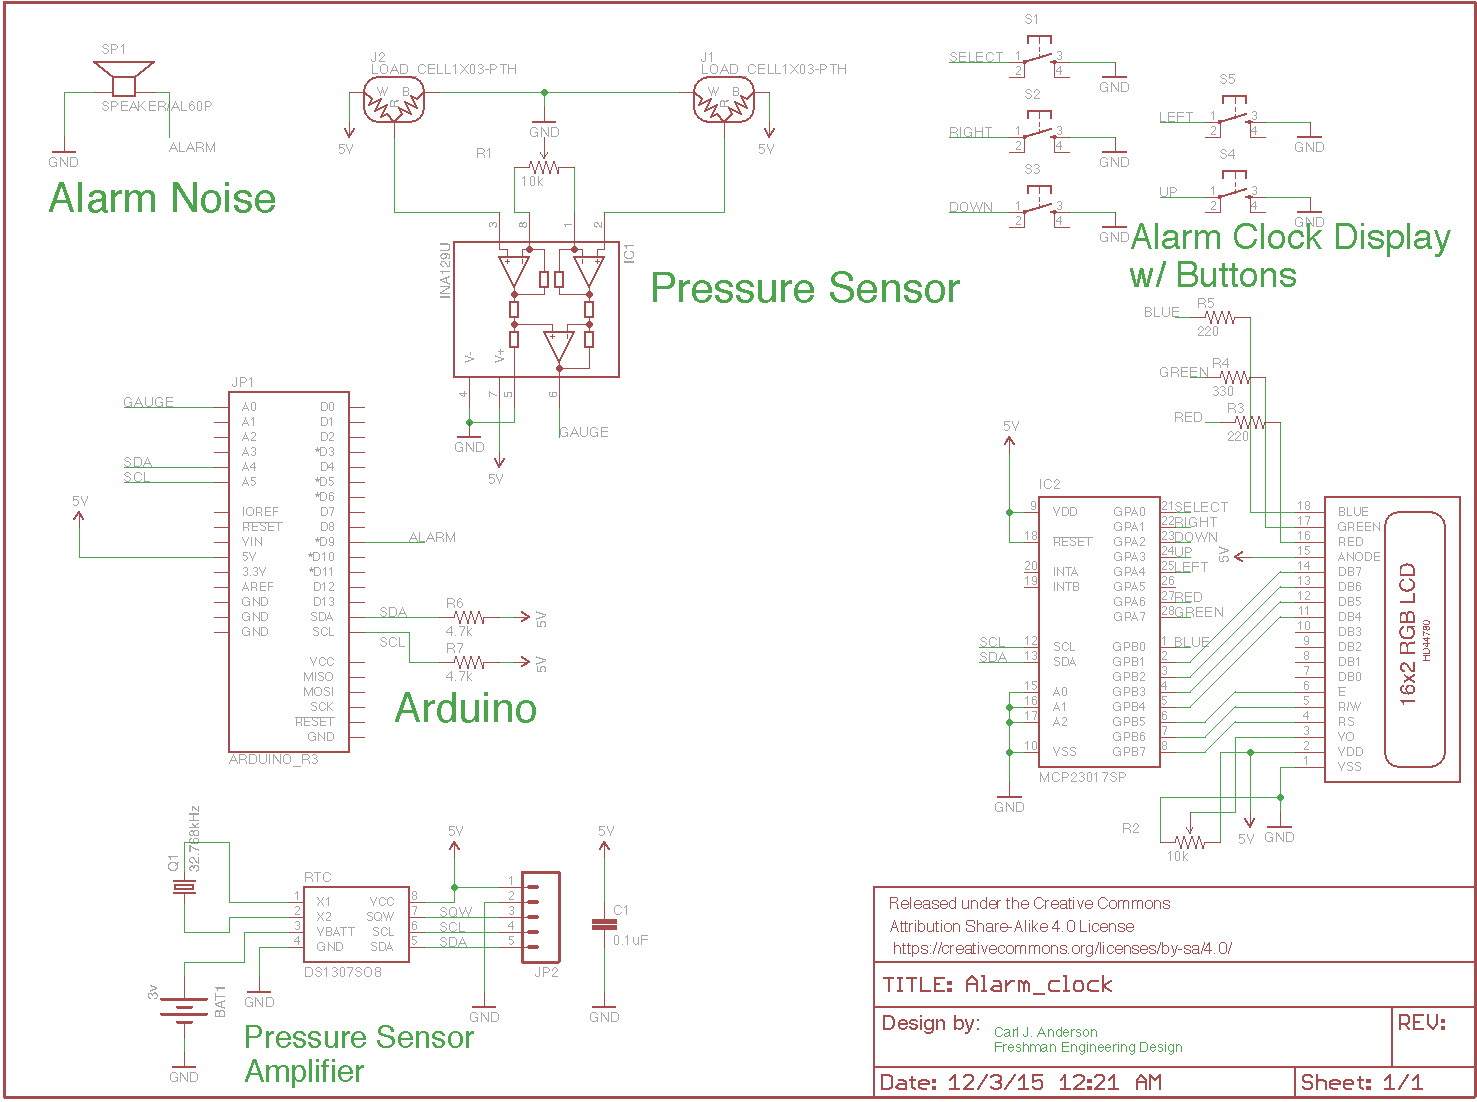 SP1
SPEAKER/AL60P
GND
ALARM
Alarm Noise
J2
LOAD_CELL1X03-PTH
W B
R
5V
J1
LOAD_CELL1X03-PTH
W B
R
5V
GND
R1
10k
3
8
1
2
INA129U
IC1
V-
V+
4
7
5
6
GND
5V
GAUGE
Pressure Sensor
S1
SELECT
1 3
2 4
GND
S2
RIGHT
1 3
2 4
GND
S3
DOWN
1 3
2 4
GND
S5
LEFT
1 3
2 4
GND
S4
UP
1 3
2 4
GND
Alarm Clock Display
w/ Buttons
R5
BLUE
220
R4
GREEN
330
R3
RED
220
JP1
GAUGE
SDA
SCL
5V
A0 D0
A1 D1
A2 D2
A3 *D3
A4 D4
A5 *D5
*D6
IOREF D7
RESET D8
VIN *D9
5V *D10
3.3V *D11
AREF D12
GND D13
GND SDA
GND SCL
VCC
MISO
MOSI
SCK
RESET
GND
ARDUINO_R3
ALARM
SDA
R6
4.7k
5V
SCL
R7
4.7k
5V
Arduino
5V
IC2
9 VDD GPA0 21 SELECT
GPA1 22 RIGHT
18 RESET GPA2 23 DOWN
GPA3 24 UP
20 INTA GPA4 25 LEFT
19 INTB GPA5 26
GPA6 27 RED
GPA7 28 GREEN
SCL 12 SCL GPB0 1 BLUE
SDA 13 SDA GPB1 2
GPB2 3
15 A0 GPB3 4
16 A1 GPB4 5
17 A2 GPB5 6
GPB6 7
10 VSS GPB7 8
MCP23017SP
GND
5V
18 BLUE
17 GREEN
16 RED
15 ANODE
14 DB7
13 DB6
12 DB5
11 DB4
10 DB3
9 DB2
8 DB1
7 DB0
6 E
5 R/W
4 RS
3 VO
2 VDD
1 VSS
16x2 RGB LCD
HD44780
R2
10k
5V
GND
Q1
32.768kHz
RTC
1 X1 VCC 8
2 X2 SQW 7
3 VBATT SCL 6
4 GND SDA 5
DS1307SO8
3v
BAT1
GND
GND
5V
SQW
SCL
SDA
1
2
3
4
5
JP2
GND
5V
C1
0.1uF
GND
Pressure Sensor
Amplifier
Released under the Creative Commons
Attribution Share-Alike 4.0 License
https://creativecommons.org/licenses/by-sa/4.0/
TITLE: Alarm_clock
Design by:
Carl J. Anderson
Freshman Engineering Design
REV:
Date: 12/3/15 12:21 AM
Sheet: 1/1